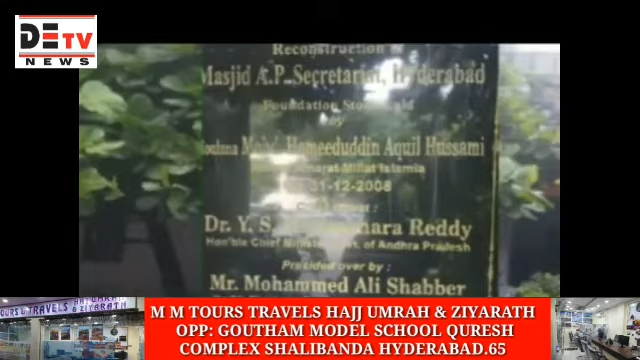 DE TV
NEWS
Reconstruction of
Masjid A.P. Secretariat, Hyderabad
Foundation Stone Laid
by
Hameeduddin Aquil Hussami
Amarat Millat Islamia
31-12-2008
Dr. Y. S. Reddy
Hon'ble Chief of Andhra Pradesh
Presided over by
Mr. Mohammed Ali Shabber
M M TOURS TRAVELS HAJJ UMRAH & ZIYARATH
OPP: GOUTHAM MODEL SCHOOL QURESH
COMPLEX SHALIBANDA HYDERABAD.65